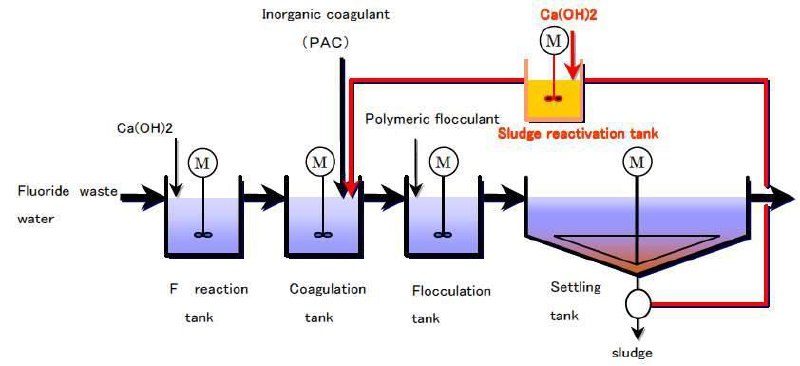 Inorganic coagulant
(PAC)
Ca(OH)2
M
Ca(OH)2
Polymeric flocculant
Sludge reactivation tank
M
M
M
M
Fluoride waste
water
F reaction
tank
Coagulation
tank
Flocculation
tank
Settling
tank
sludge